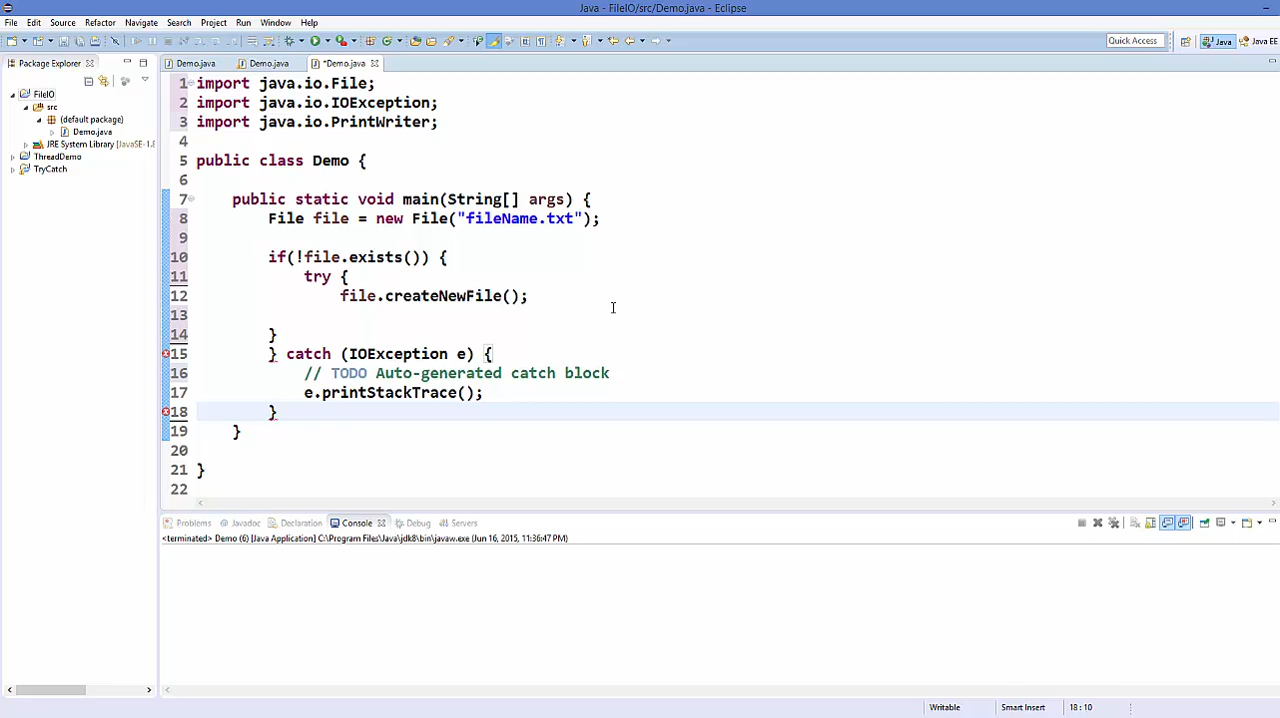 Java - FileIO/src/Demo.java - Eclipse
File Edit Source Refactor Navigate Search Project Run Window Help
Quick Access Java Java EE
Package Explorer Demo.java Demo.java *Demo.java
FileIO
src
(default package)
Demo.java
JRE System Library [JavaSE-1.8
ThreadDemo
TryCatch
1 import java.io.File;
2 import java.io.IOException;
3 import java.io.PrintWriter;
4
5 public class Demo {
6
7 public static void main(String[] args) {
8 File file = new File("fileName.txt");
9
10 if(!file.exists()) {
11 try {
12 file.createNewFile();
13
14 }
15 } catch (IOException e) {
16 // TODO Auto-generated catch block
17 e.printStackTrace();
18 }
19 }
20
21 }
22
Problems Javadoc Declaration Console Debug Servers
<terminated> Demo (6) [Java Application] C:\Program Files\Java\jdk8\bin\javaw.exe (Jun 16, 2015, 11:36:47 PM)
Writable Smart Insert 18 : 10